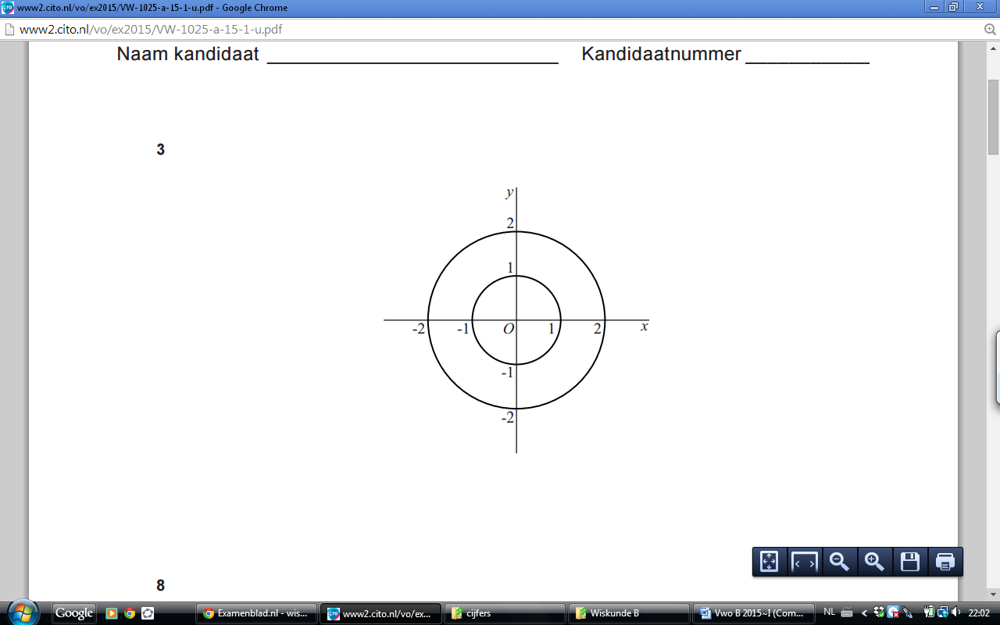 www2.cito.nl/vo/ex2015/VW-1025-a-15-1-u.pdf - Google Chrome
www2.cito.nl/vo/ex2015/VW-1025-a-15-1-u.pdf
Naam kandidaat ____________________________ Kandidaatnummer ____________
3
y
2
1
-2 -1 O 1 2 x
-1
-2
8
Google Examenblad.nl - wis... www2.cito.nl/vo/ex... cijfers Wiskunde B Vwo B 2015~I (Com... NL 22:02